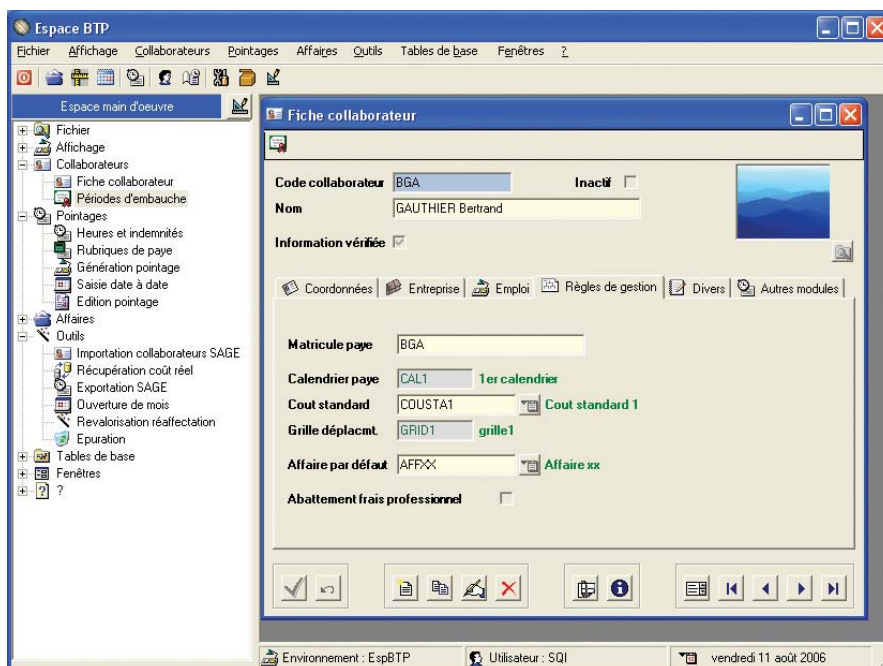 Espace BTP
Fichier Affichage Collaborateurs Pointages Affaires Outils Tables de base Fenêtres ?
Espace main d'oeuvre
Fichier
Affichage
Collaborateurs
Fiche collaborateur
Périodes d'embauche
Pointages
Heures et indemnités
Rubriques de paye
Génération pointage
Saisie date à date
Edition pointage
Affaires
Outils
Importation collaborateurs SAGE
Récupération coût réel
Exportation SAGE
Ouverture de mois
Revalorisation réaffectation
Epuration
Tables de base
Fenêtres
?
Fiche collaborateur
Code collaborateur BGA Inactif
Nom GAUTHIER Bertrand
Information vérifiée
Coordonnées Entreprise Emploi Règles de gestion Divers Autres modules
Matricule paye BGA
Calendrier paye CAL1 1er calendrier
Cout standard COUSTA1 Cout standard 1
Grille déplacmt. GRID1 grille1
Affaire par défaut AFFXX Affaire xx
Abattement frais professionnel
Environnement : EspBTP Utilisateur : SQI vendredi 11 août 2006